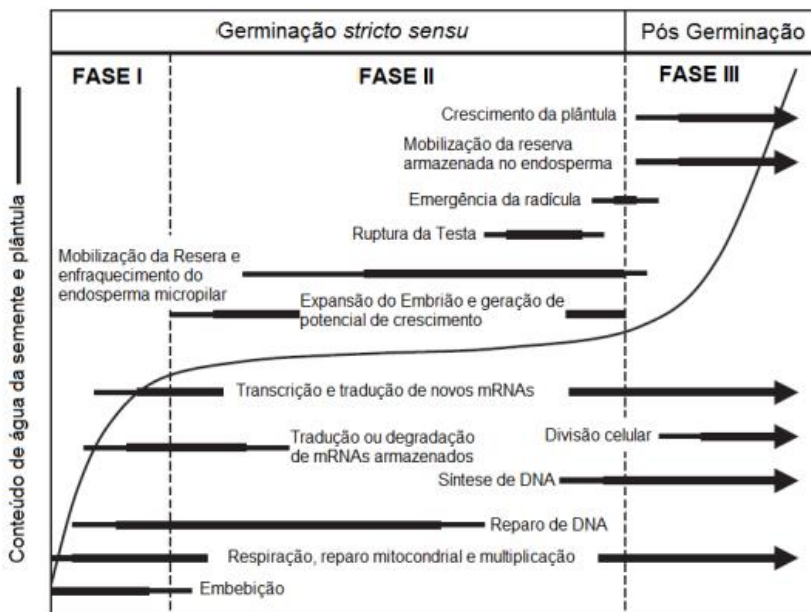 Germinação stricto sensu
Pós Germinação
FASE I
FASE II
FASE III
Conteúdo de água da semente e plântula
Crescimento da plântula
Mobilização da reserva
armazenada no endosperma
Emergência da radícula
Ruptura da Testa
Mobilização da Resera e
enfraquecimento do
endosperma micropilar
Expansão do Embrião e geração de
potencial de crescimento
Transcrição e tradução de novos mRNAs
Tradução ou degradação
de mRNAs armazenados
Divisão celular
Síntese de DNA
Reparo de DNA
Respiração, reparo mitocondrial e multiplicação
Embebição